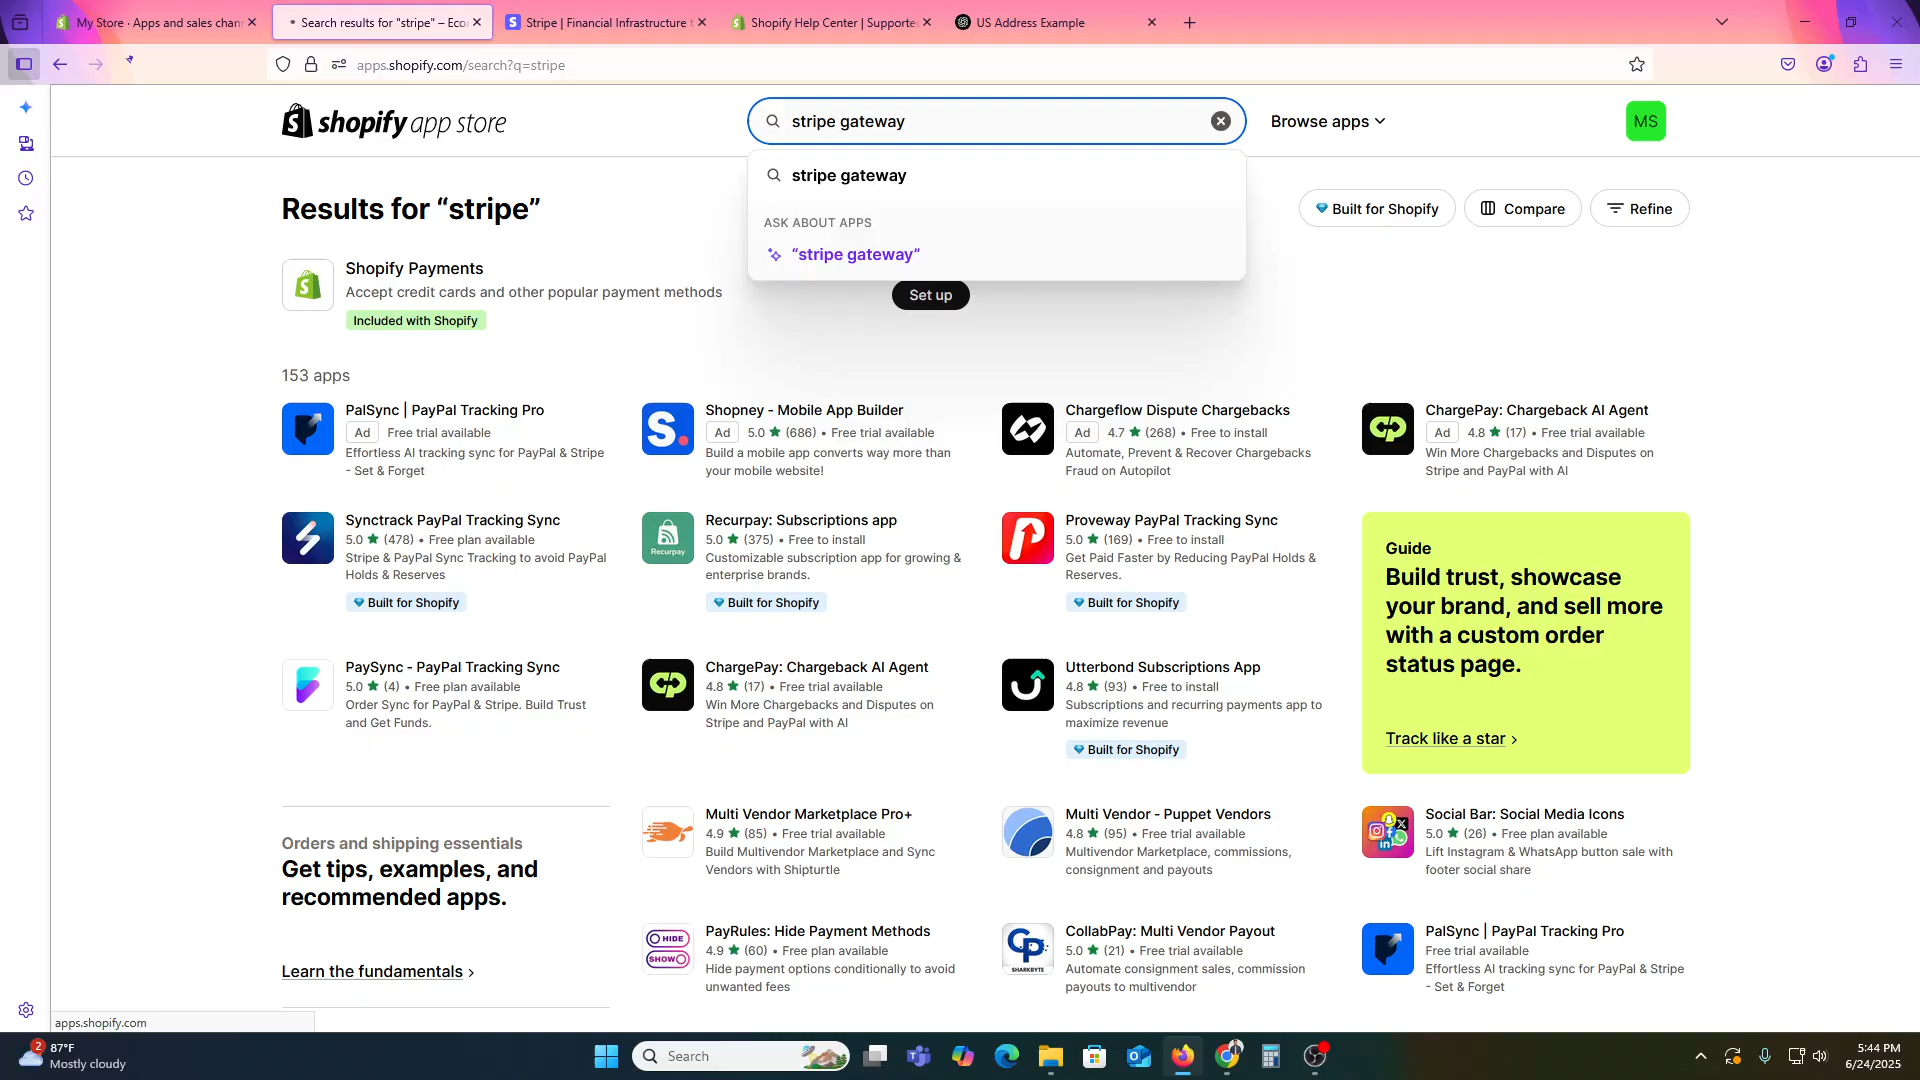 My Store · Apps and sales chann
Search results for "stripe" – Eco
Stripe | Financial Infrastructure t
Shopify Help Center | Supporte
US Address Example
apps.shopify.com/search?q=stripe
shopify app store
stripe gateway
Browse apps
MS
stripe gateway
ASK ABOUT APPS
“stripe gateway”
Results for “stripe”
Built for Shopify
Compare
Refine
Shopify Payments
Accept credit cards and other popular payment methods
Included with Shopify
Set up
153 apps
PalSync | PayPal Tracking Pro
Ad Free trial available
Effortless AI tracking sync for PayPal & Stripe
- Set & Forget
Shopney - Mobile App Builder
Ad 5.0 ★ (686) • Free trial available
Build a mobile app converts way more than
your mobile website!
Chargeflow Dispute Chargebacks
Ad 4.7 ★ (268) • Free to install
Automate, Prevent & Recover Chargebacks
Fraud on Autopilot
ChargePay: Chargeback AI Agent
Ad 4.8 ★ (17) • Free trial available
Win More Chargebacks and Disputes on
Stripe and PayPal with AI
Synctrack PayPal Tracking Sync
5.0 ★ (478) • Free plan available
Stripe & PayPal Sync Tracking to avoid PayPal
Holds & Reserves
Built for Shopify
Recurpay
Recurpay: Subscriptions app
5.0 ★ (375) • Free to install
Customizable subscription app for growing &
enterprise brands.
Built for Shopify
Proveway PayPal Tracking Sync
5.0 ★ (169) • Free to install
Get Paid Faster by Reducing PayPal Holds &
Reserves.
Built for Shopify
Guide
Build trust, showcase
your brand, and sell more
with a custom order
status page.
Track like a star
PaySync - PayPal Tracking Sync
5.0 ★ (4) • Free plan available
Order Sync for PayPal & Stripe. Build Trust
and Get Funds.
ChargePay: Chargeback AI Agent
4.8 ★ (17) • Free trial available
Win More Chargebacks and Disputes on
Stripe and PayPal with AI
Utterbond Subscriptions App
4.8 ★ (93) • Free to install
Subscriptions and recurring payments app to
maximize revenue
Built for Shopify
Orders and shipping essentials
Get tips, examples, and
recommended apps.
Learn the fundamentals
Multi Vendor Marketplace Pro+
4.9 ★ (85) • Free trial available
Build Multivendor Marketplace and Sync
Vendors with Shipturtle
Multi Vendor - Puppet Vendors
4.8 ★ (95) • Free trial available
Multivendor Marketplace, commissions,
consignment and payouts
Social Bar: Social Media Icons
5.0 ★ (26) • Free plan available
Lift Instagram & WhatsApp button sale with
footer social share
HIDE
SHOW
PayRules: Hide Payment Methods
4.9 ★ (60) • Free plan available
Hide payment options conditionally to avoid
unwanted fees
CP
SHARKBYTE
CollabPay: Multi Vendor Payout
5.0 ★ (21) • Free trial available
Automate consignment sales, commission
payouts to multivendor
PalSync | PayPal Tracking Pro
Free trial available
Effortless AI tracking sync for PayPal & Stripe
- Set & Forget
apps.shopify.com
2
87°F
Mostly cloudy
Search
5:44 PM
6/24/2025